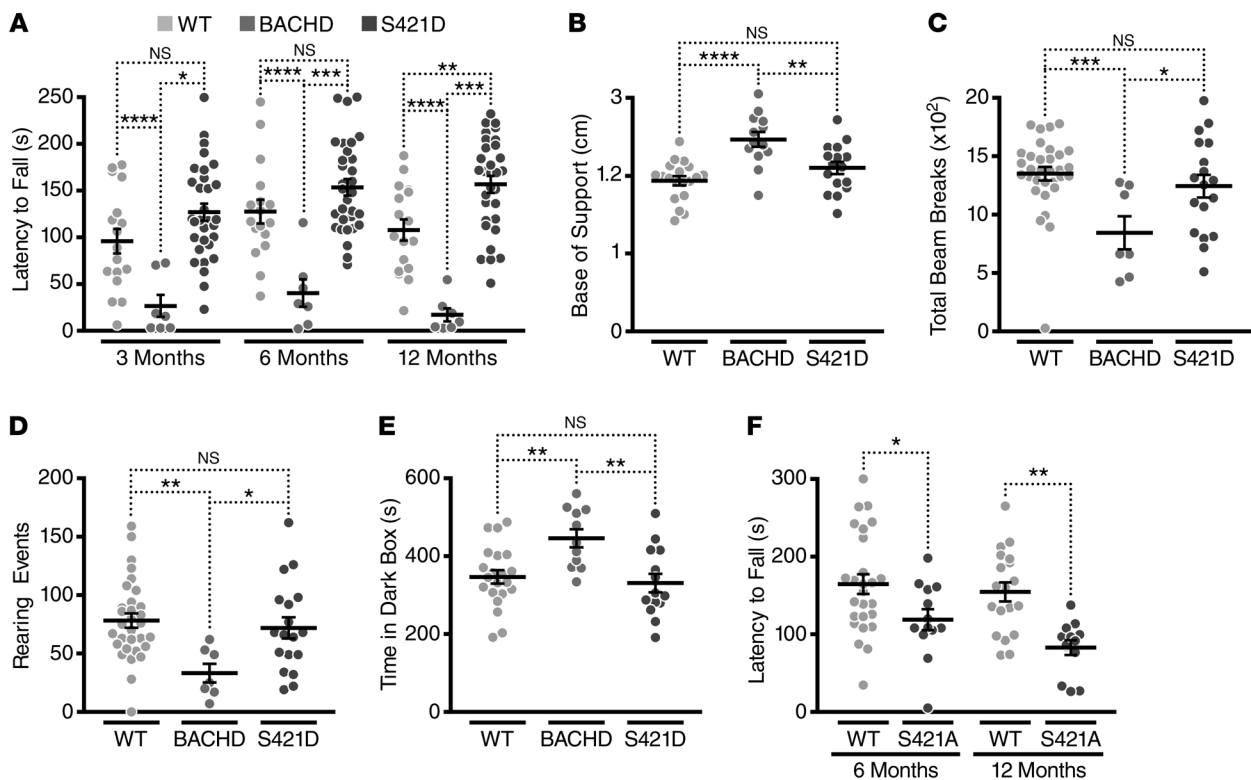 A
WT BACHD S421D
NS
*
****
NS
**** ***
**
***
****
Latency to Fall (s)
250
200
150
100
50
0
3 Months 6 Months 12 Months
B
NS
**** **
Base of Support (cm)
3
12
1
0
WT BACHD S421D
C
NS
***
*
Total Beam Breaks (x10²)
20
15
10
5
0
WT BACHD S421D
D
NS
**
*
Rearing Events
200
150
100
50
0
WT BACHD S421D
E
NS
**
**
Time in Dark Box (s)
600
400
200
0
WT BACHD S421D
F
*
**
Latency to Fall (s)
300
200
100
0
WT S421A WT S421A
6 Months 12 Months